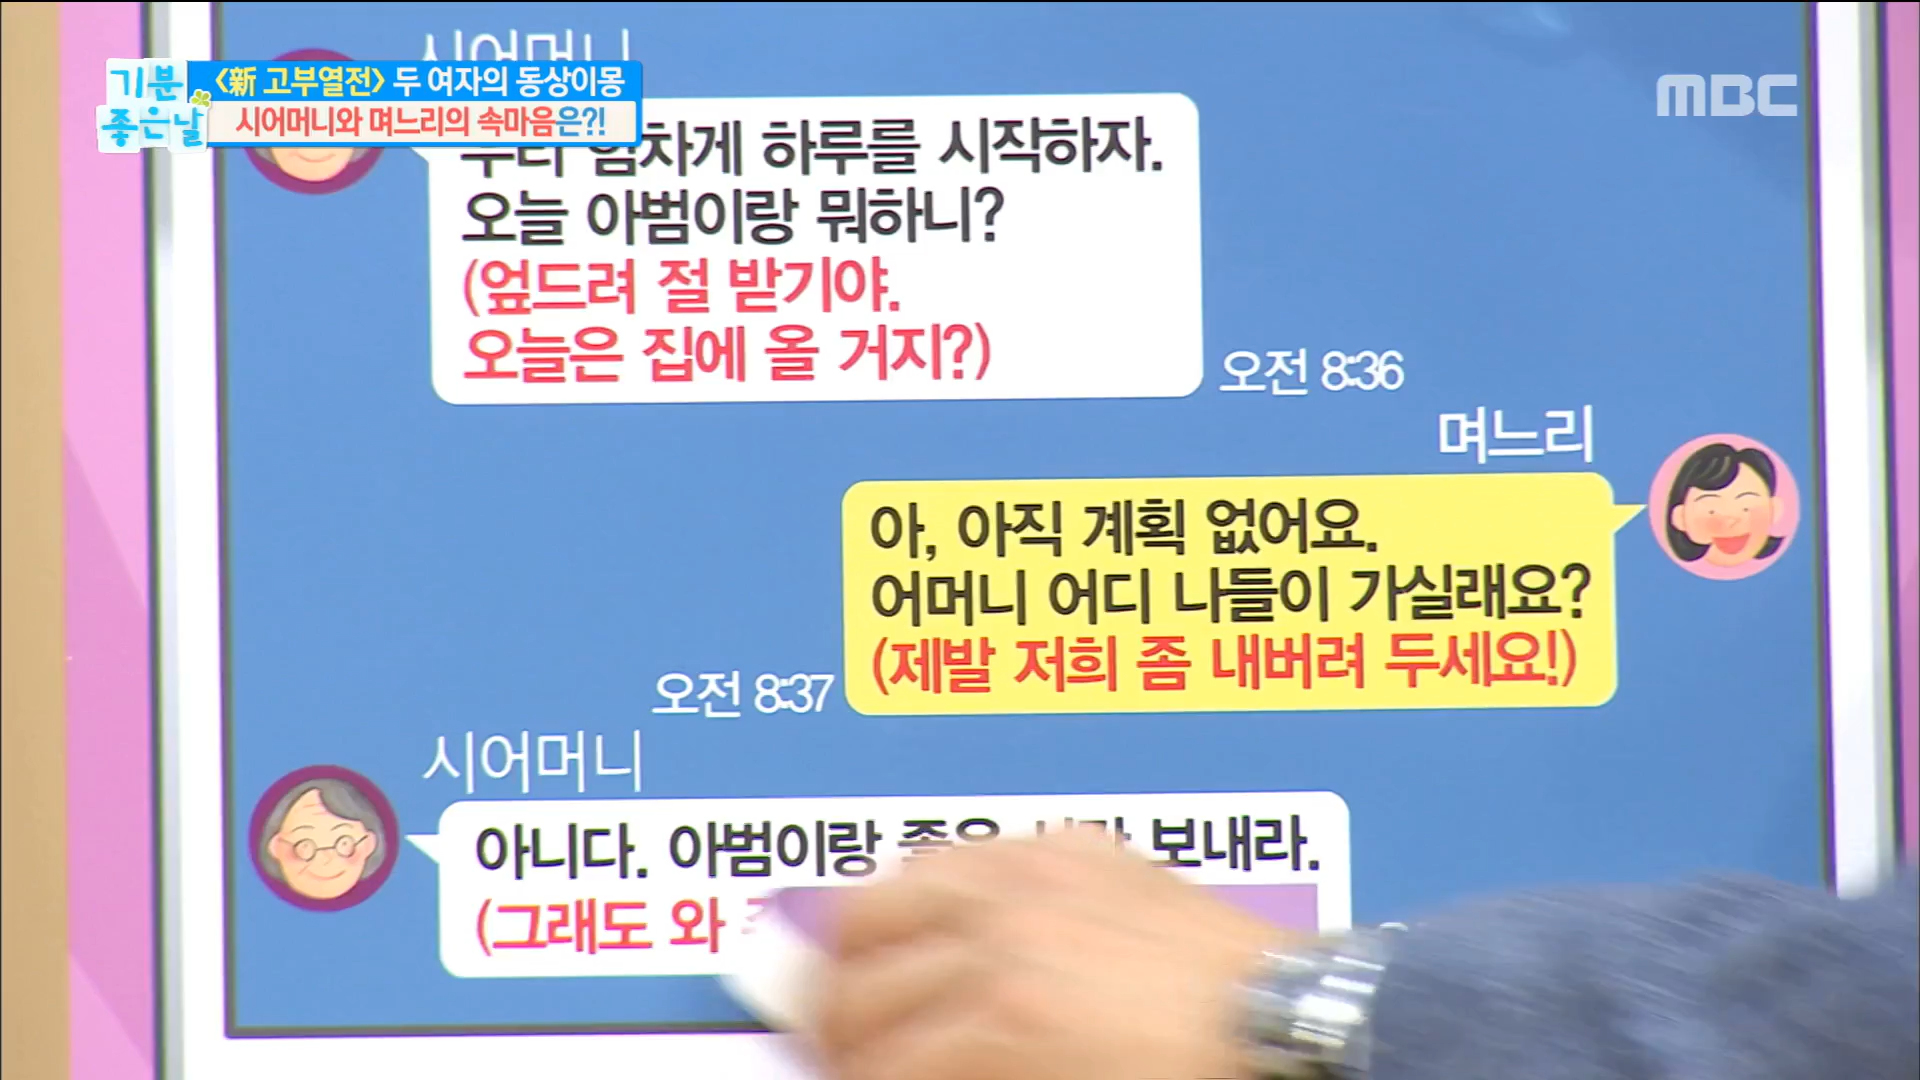 기분
좋은날
<新 고부열전> 두 여자의 동상이몽
시어머니와 며느리의 속마음은?!
MBC
시어머니
하루를 시작하자.
오늘 아범이랑 뭐하니?
(엎드려 절 받기야.
오늘은 집에 올 거지?)
오전 8:36
며느리
아, 아직 계획 없어요.
어머니 어디 나들이 가실래요?
(제발 저희 좀 내버려 두세요!)
오전 8:37
시어머니
아니다. 아범이랑 보내라.
(그래도 와